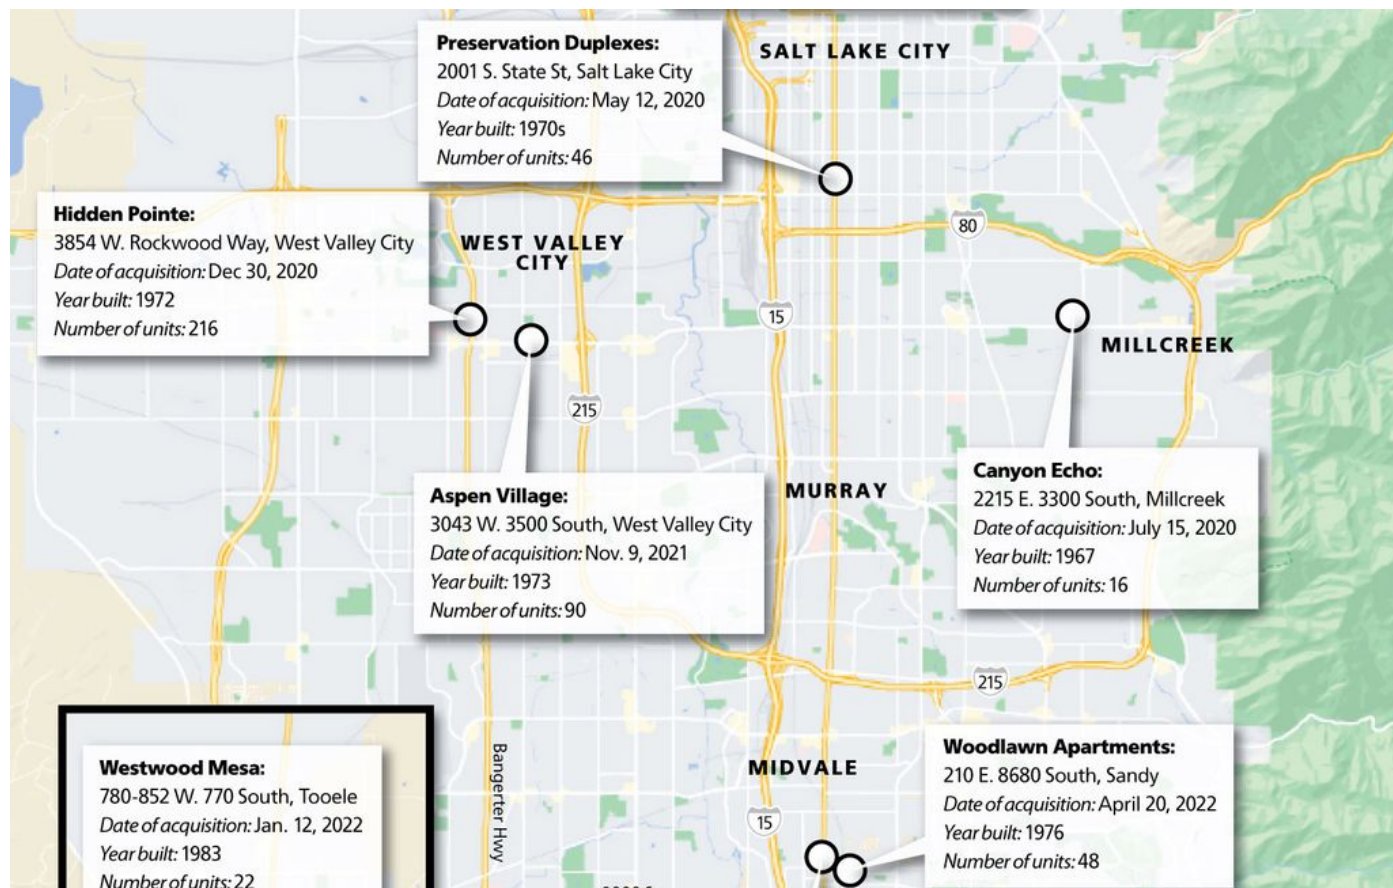 Preservation Duplexes:
2001 S. State St, Salt Lake City
Date of acquisition: May 12, 2020
Year built: 1970s
Number of units: 46
SALT LAKE CITY
Hidden Pointe:
3854 W. Rockwood Way, West Valley City
Date of acquisition: Dec 30, 2020
Year built: 1972
Number of units: 216
WEST VALLEY
CITY
80
15
MILLCREEK
215
Aspen Village:
3043 W. 3500 South, West Valley City
Date of acquisition: Nov. 9, 2021
Year built: 1973
Number of units: 90
MURRAY
Canyon Echo:
2215 E. 3300 South, Millcreek
Date of acquisition: July 15, 2020
Year built: 1967
Number of units: 16
215
Westwood Mesa:
780-852 W. 770 South, Tooele
Date of acquisition: Jan. 12, 2022
Year built: 1983
Number of units: 22
Bangerter Hwy
MIDVALE
15
Woodlawn Apartments:
210 E. 8680 South, Sandy
Date of acquisition: April 20, 2022
Year built: 1976
Number of units: 48